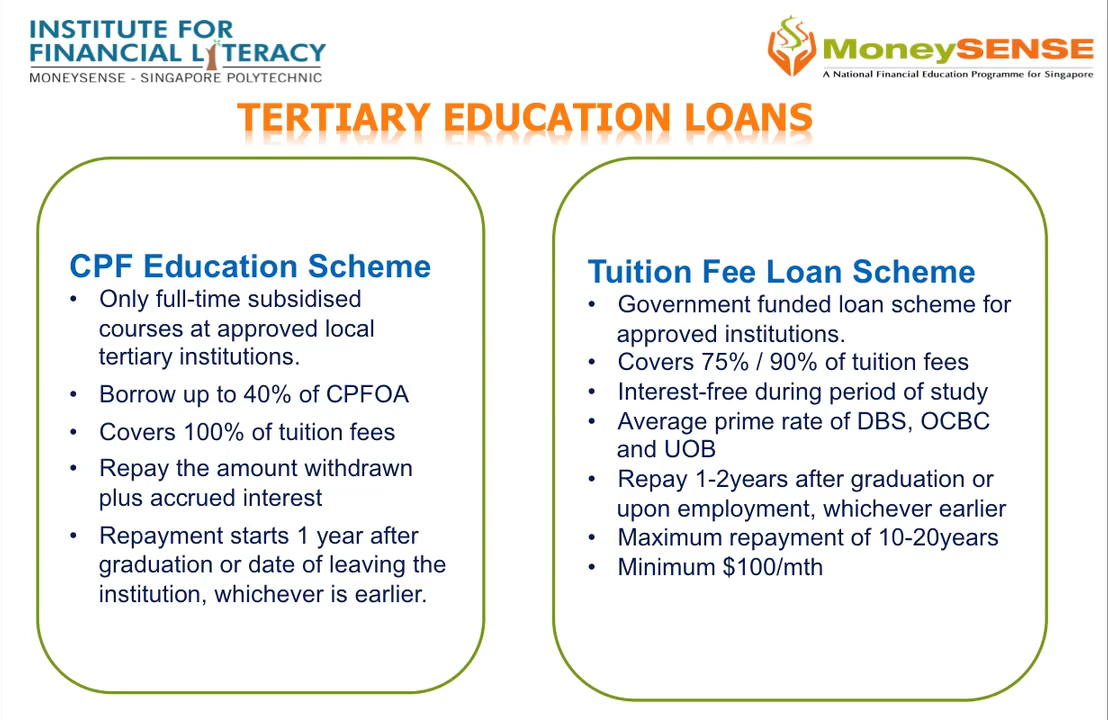 INSTITUTE FOR
FINANCIAL LITERACY
MONEYSENSE - SINGAPORE POLYTECHNIC
MoneySENSE
A National Financial Education Programme for Singapore
TERTIARY EDUCATION LOANS
CPF Education Scheme
• Only full-time subsidised
courses at approved local
tertiary institutions.
• Borrow up to 40% of CPFOA
• Covers 100% of tuition fees
• Repay the amount withdrawn
plus accrued interest
• Repayment starts 1 year after
graduation or date of leaving the
institution, whichever is earlier.
Tuition Fee Loan Scheme
• Government funded loan scheme for
approved institutions.
• Covers 75% / 90% of tuition fees
• Interest-free during period of study
• Average prime rate of DBS, OCBC
and UOB
• Repay 1-2years after graduation or
upon employment, whichever earlier
• Maximum repayment of 10-20years
• Minimum $100/mth